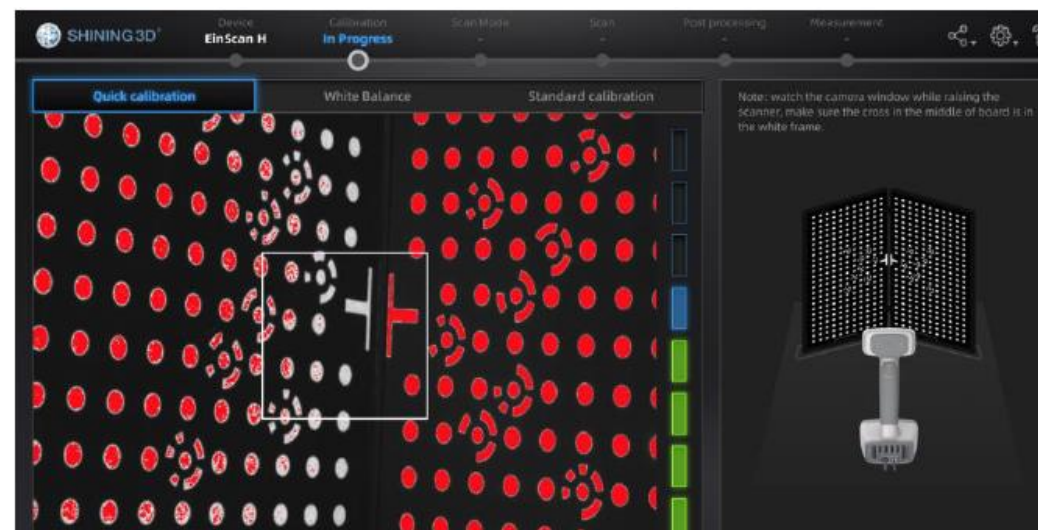 SHINING3D®
Device
EinScan H
Calibration
In Progress
Scan Mode
-
Scan
-
Post processing
-
Measurement
-
Quick calibration
White Balance
Standard calibration
Note: watch the camera window while raising the
scanner, make sure the cross in the middle of board is in
the white frame.